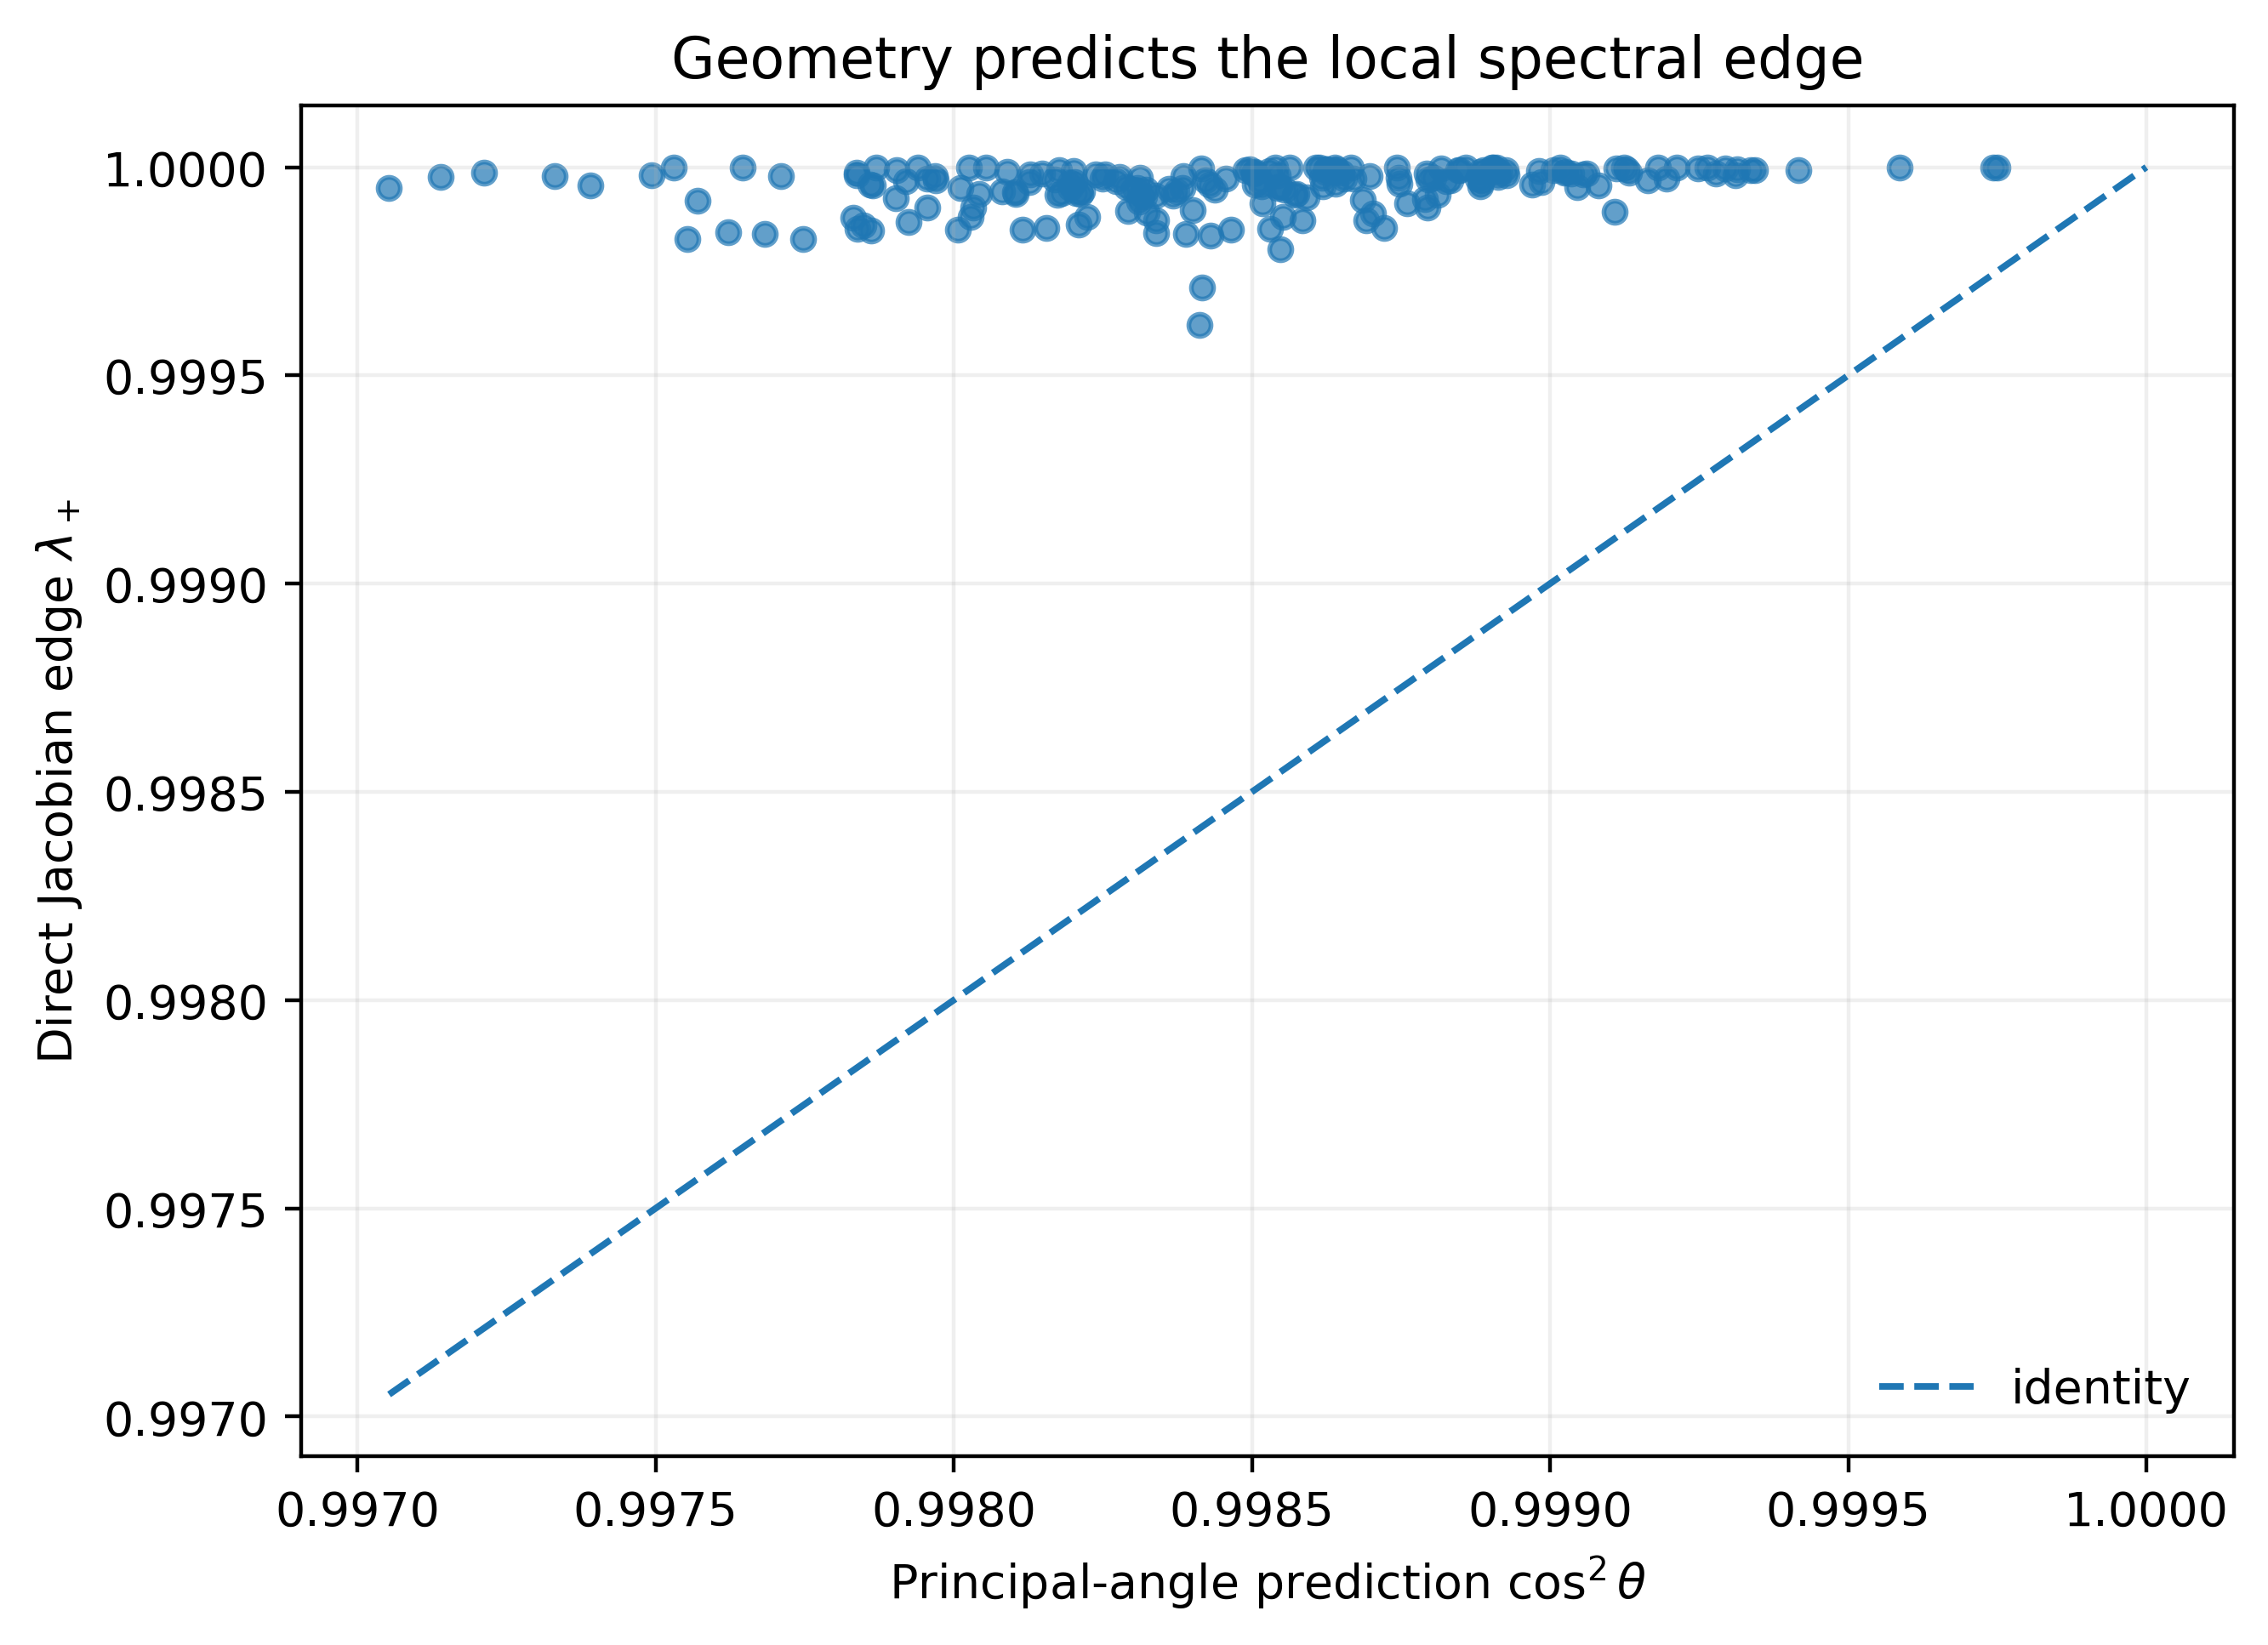 Geometry predicts the local spectral edge
Direct Jacobian edge λ₊
1.0000
0.9995
0.9990
0.9985
0.9980
0.9975
0.9970
identity
0.9970 0.9975 0.9980 0.9985 0.9990 0.9995 1.0000
Principal-angle prediction cos² θ